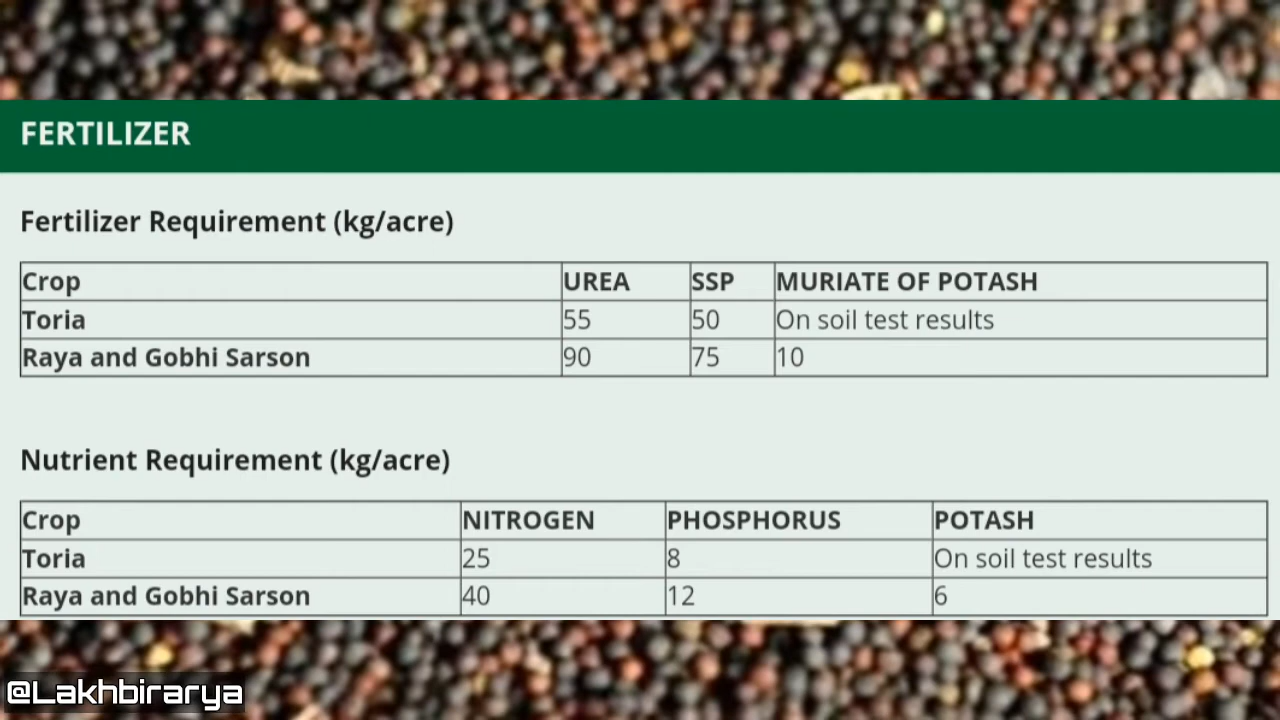 FERTILIZER
Fertilizer Requirement (kg/acre)
Crop UREA SSP MURIATE OF POTASH
Toria 55 50 On soil test results
Raya and Gobhi Sarson 90 75 10
Nutrient Requirement (kg/acre)
Crop NITROGEN PHOSPHORUS POTASH
Toria 25 8 On soil test results
Raya and Gobhi Sarson 40 12 6
@Lakhbirarya